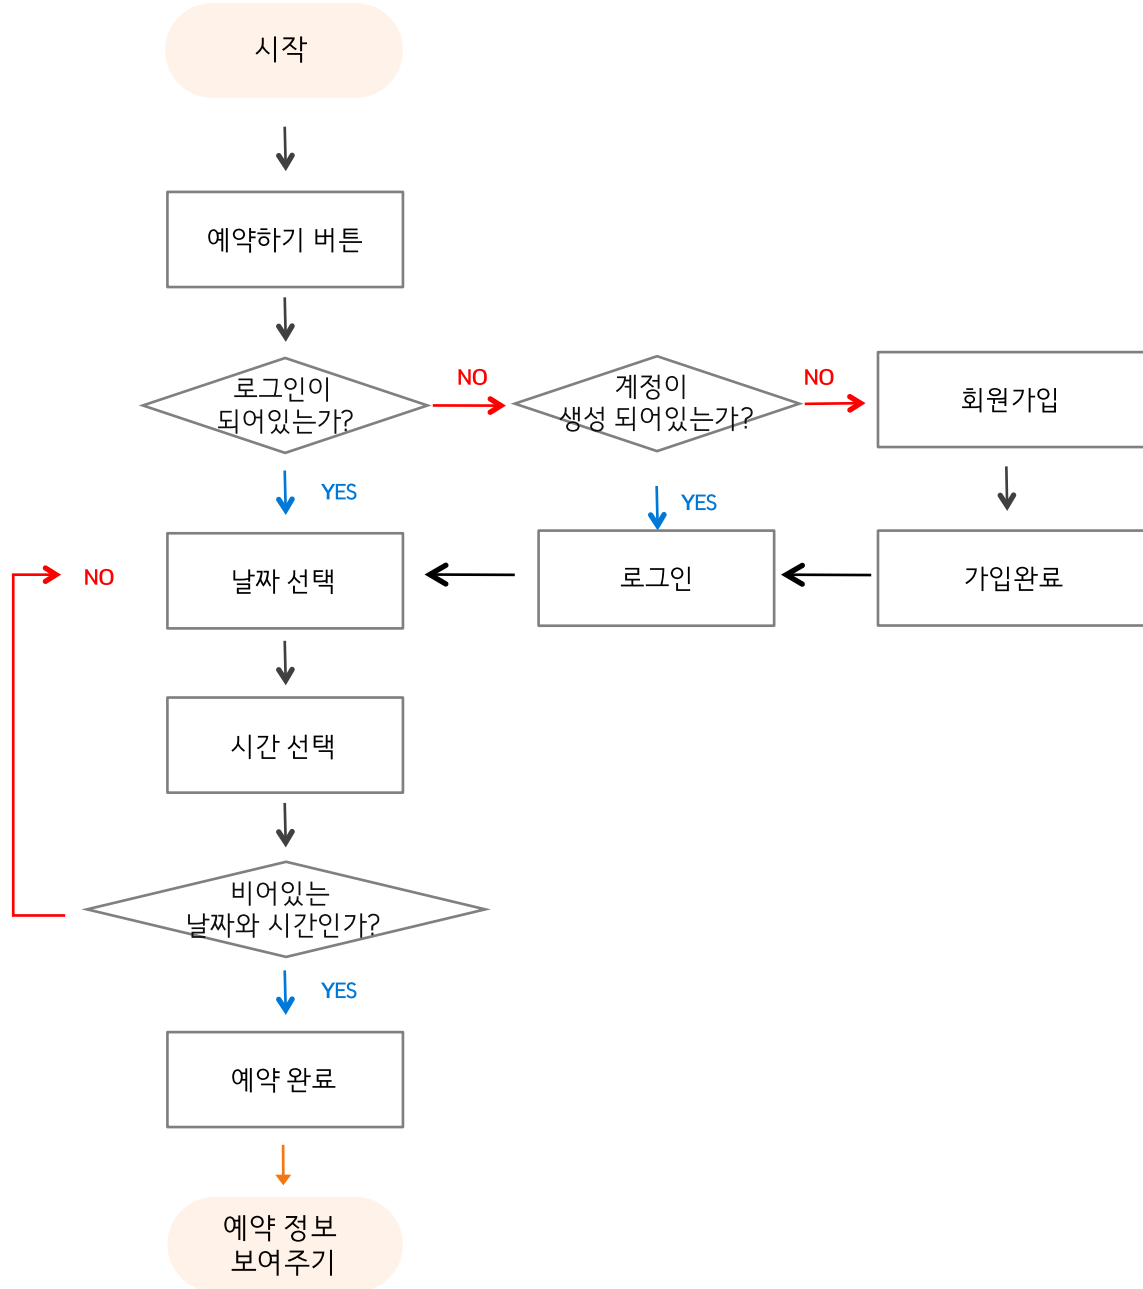 시작
예약하기 버튼
로그인이
되어있는가?
NO
계정이
생성 되어있는가?
NO
회원가입
YES
YES
NO
날짜 선택
로그인
가입완료
시간 선택
비어있는
날짜와 시간인가?
YES
예약 완료
예약 정보
보여주기